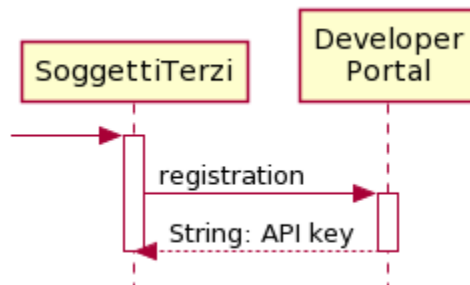 SoggettiTerzi
Developer
Portal
registration
String: API key